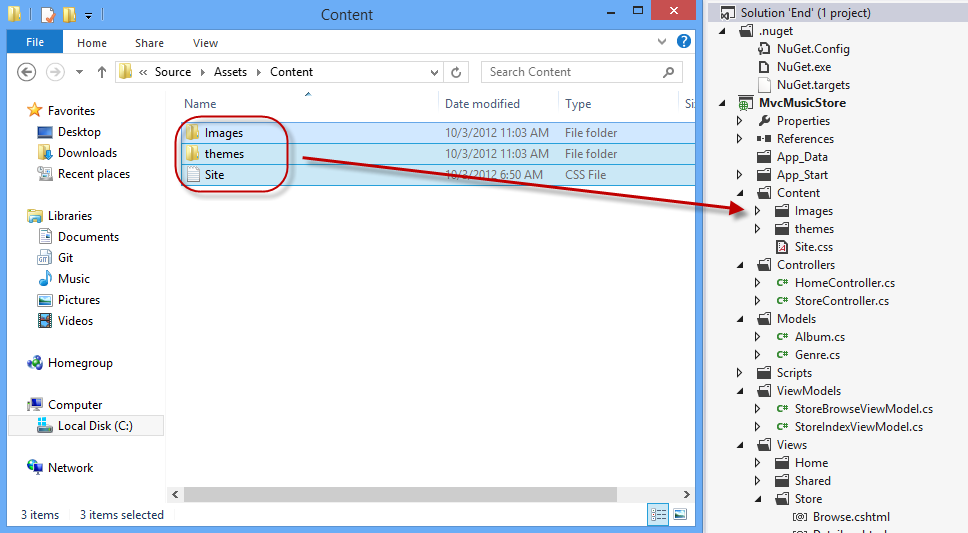 Content
File Home Share View
« Source Assets Content
Search Content
Favorites
Desktop
Downloads
Recent places
Libraries
Documents
Git
Music
Pictures
Videos
Homegroup
Computer
Local Disk (C:)
Network
Name Date modified Type Si
Images 10/3/2012 11:03 AM File folder
themes 10/3/2012 11:03 AM File folder
Site 10/3/2012 6:50 AM CSS File
3 items 3 items selected
Solution 'End' (1 project)
.nuget
NuGet.Config
NuGet.exe
NuGet.targets
MvcMusicStore
Properties
References
App_Data
App_Start
Content
Images
themes
Site.css
Controllers
C# HomeController.cs
C# StoreController.cs
Models
C# Album.cs
C# Genre.cs
Scripts
ViewModels
C# StoreBrowseViewModel.cs
C# StoreIndexViewModel.cs
Views
Home
Shared
Store
[@] Browse.cshtml